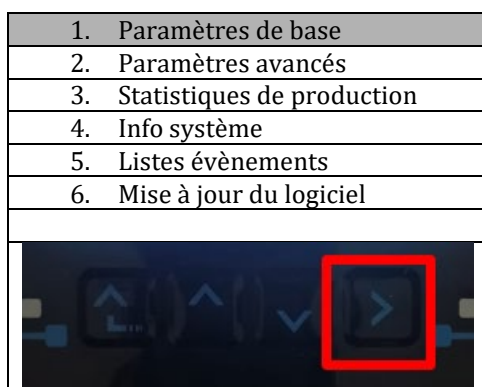 1. Paramètres de base
2. Paramètres avancés
3. Statistiques de production
4. Info système
5. Listes évènements
6. Mise à jour du logiciel